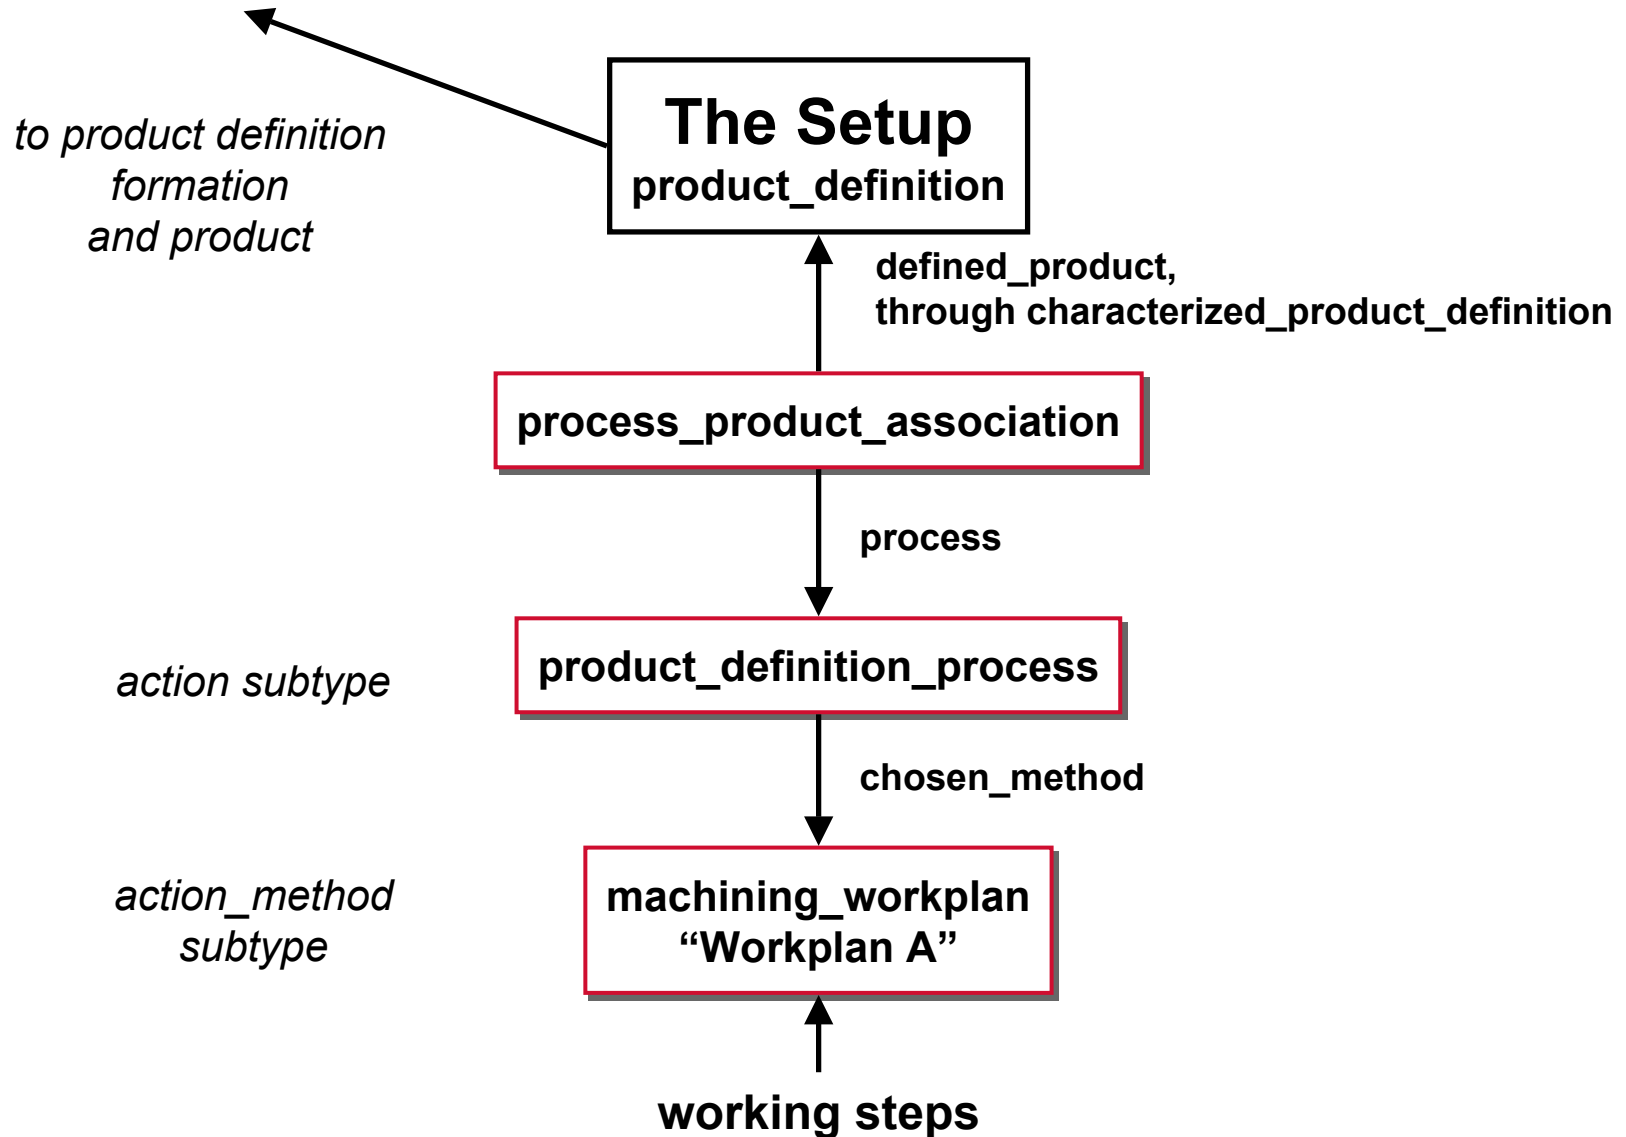 The Setup
product_definition
to product definition
formation
and product
defined_product,
through characterized_product_definition
process_product_association
process
product_definition_process
action subtype
chosen_method
machining_workplan
“Workplan A”
action_method
subtype
working steps